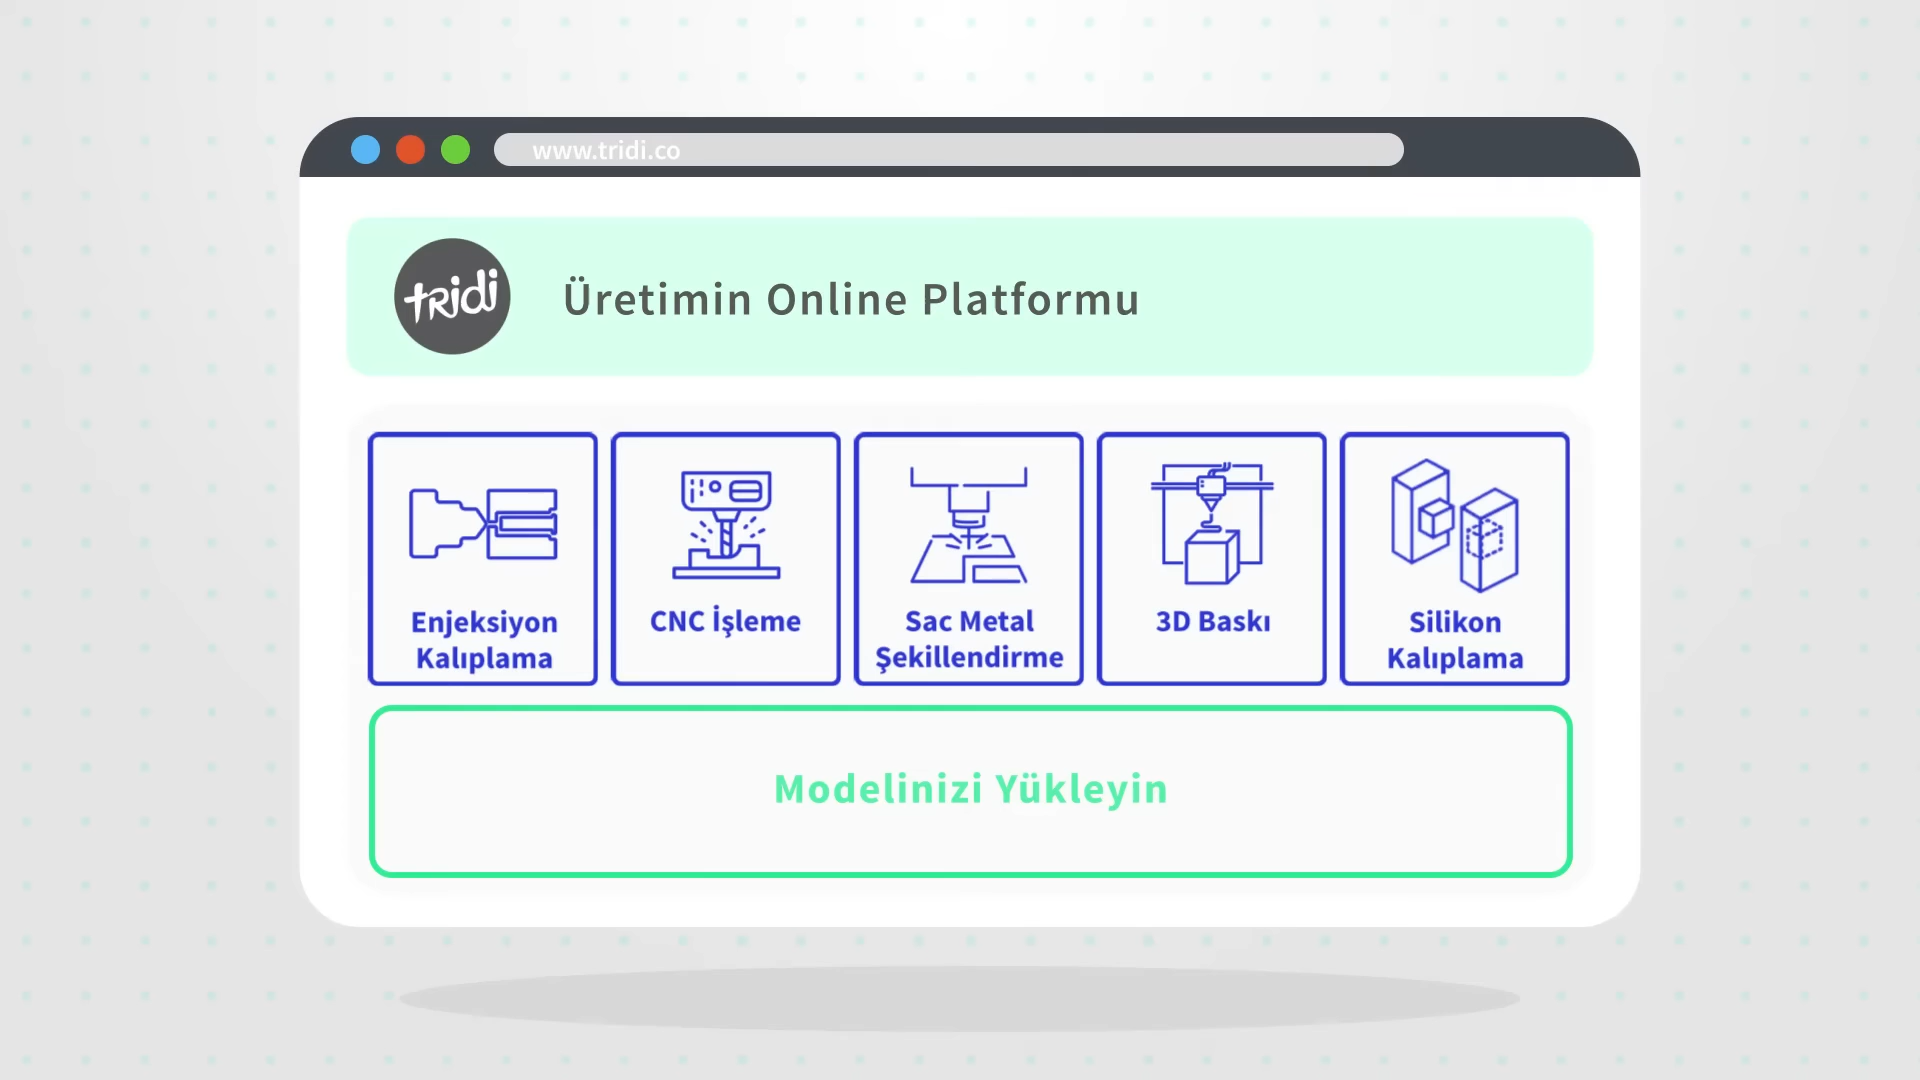 www.tridi.co
tridi
Üretimin Online Platformu
Enjeksiyon
Kalıplama
CNC İşleme
Sac Metal
Şekillendirme
3D Baskı
Silikon
Kalıplama
Modelinizi Yükleyin